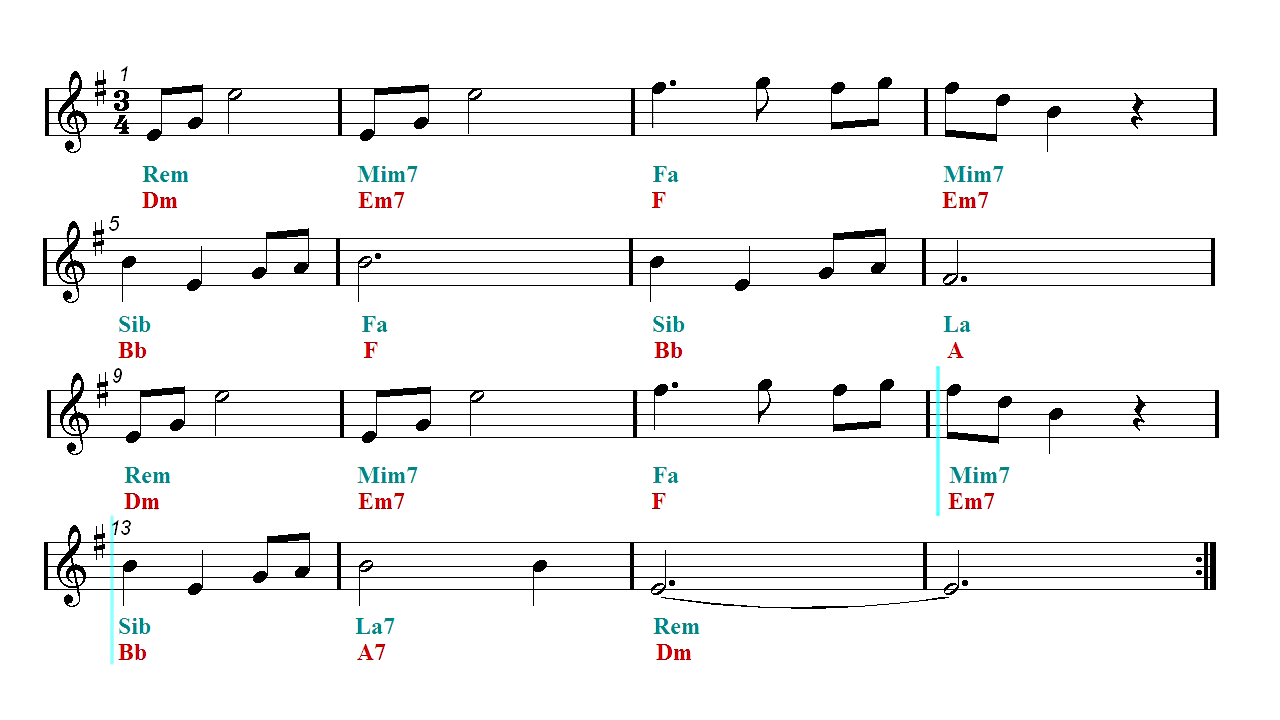 1
3
4
Rem Mim7 Fa Mim7
Dm Em7 F Em7
5
Sib Fa Sib La
Bb F Bb A
9
Rem Mim7 Fa Mim7
Dm Em7 F Em7
13
Sib La7 Rem
Bb A7 Dm